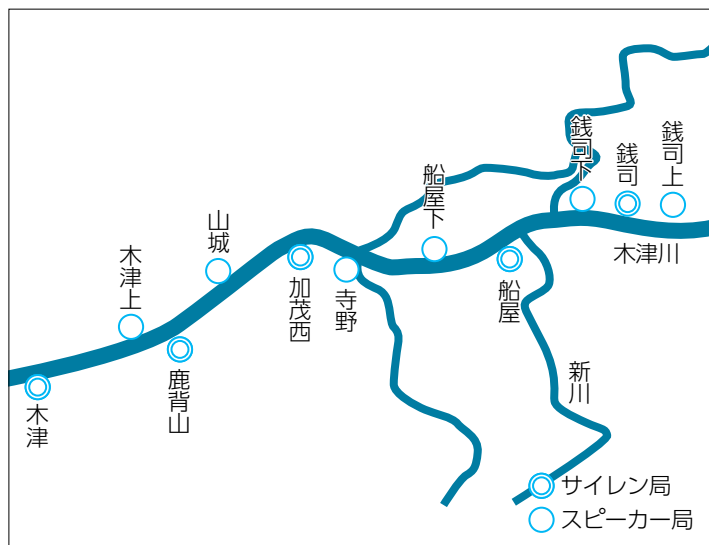 銭司下
銭司
銭司上
船屋下
木津川
山城
木津上
加茂西
寺野
船屋
鹿背山
新川
木津
サイレン局
スピーカー局